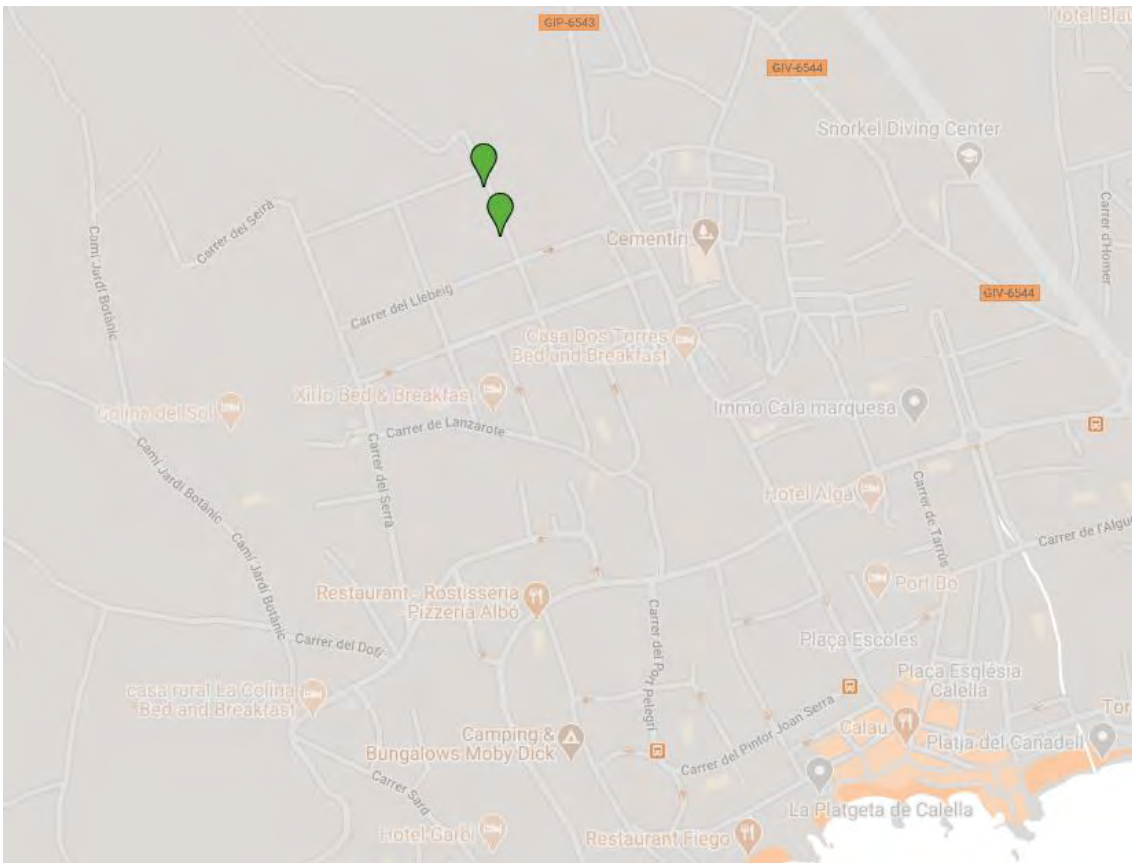 GIP-6543
Hotel Blau
GIV-6544
Snorkel Diving Center
Carrer del Serrà
Camí Jardí Botànic
Cementiri
Carrer d'Homer
GIV-6544
Carrer del Llebeig
Casa Dos Torres
Bed and Breakfast
Xirlo Bed & Breakfast
Immo Cala marquesa
Colina del Sol
Carrer de Lanzarote
Camí Jardí Botànic
Carrer del Serrà
Hotel Alga
Carrer de Tarrús
Carrer de l'Algue
Camí Jardí Botànic
Restaurant - Rostisseria
-Pizzeria Albó
Port Bo
Carrer del Port Pelegrí
Plaça Escoles
Carrer del Dofí
Plaça Església
Calella
casa rural La Colina
Bed and Breakfast
Tor
Camping &
Bungalows Moby Dick
Calau
Platja del Canadell
Carrer del Pintor Joan Serra
Carrer Sard
La Platgeta de Calella
Hotel Garbí
Restaurant Fiego